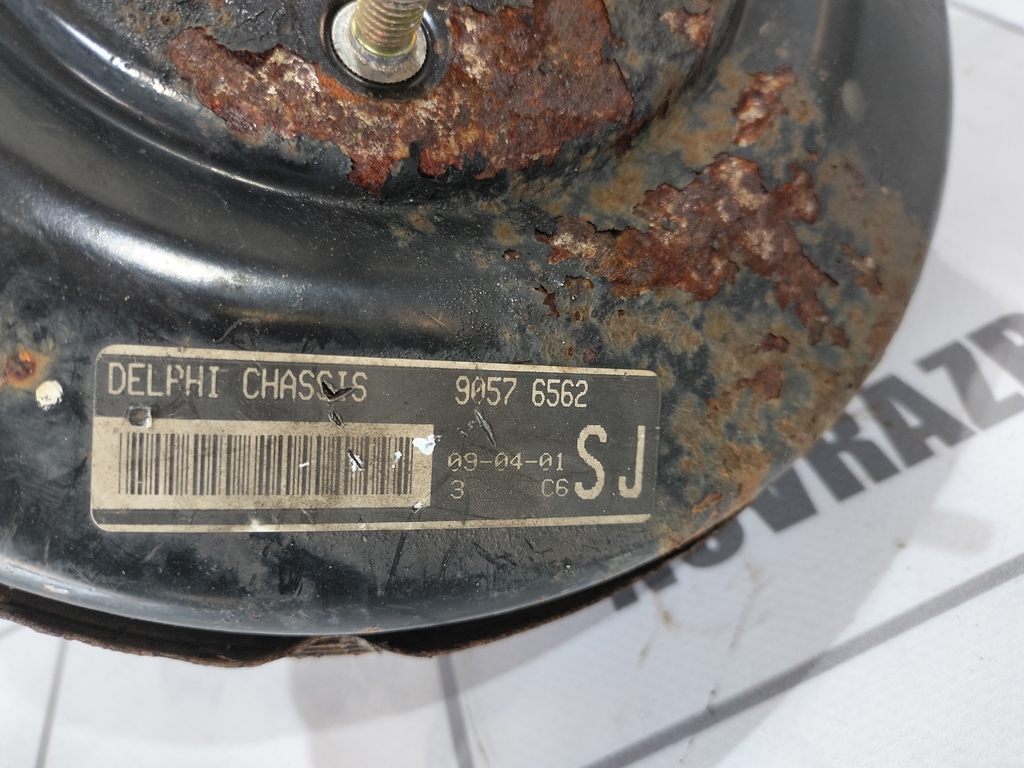 DELPHI CHASSIS 9057 6562
09-04-01 SJ
3 C6